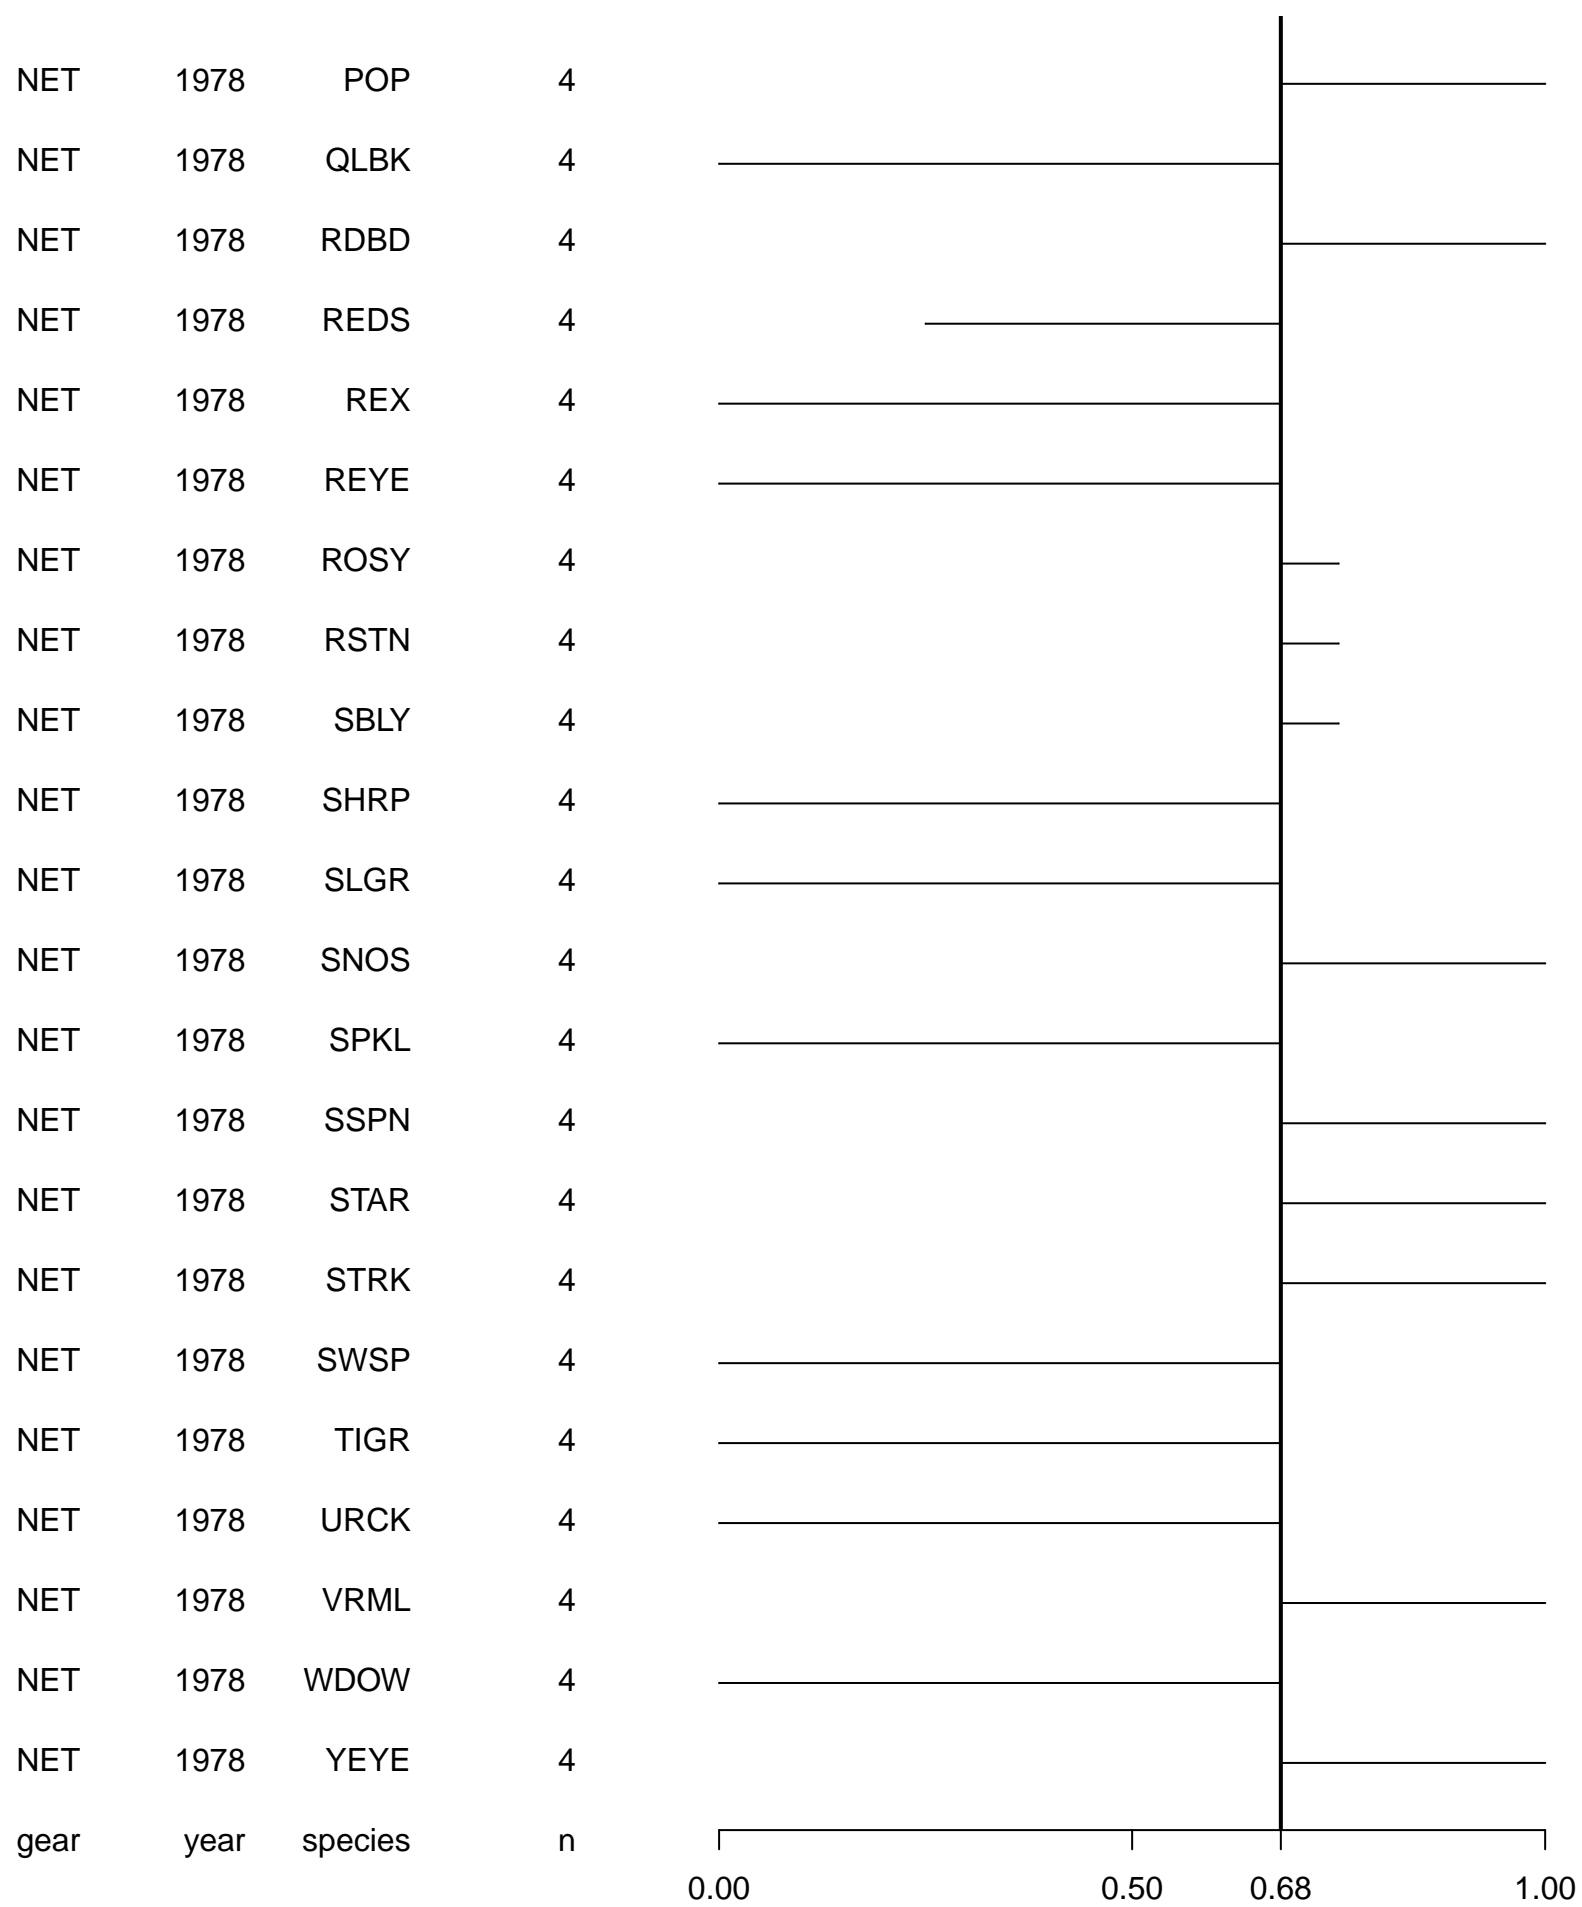 NET 1978 POP 4
NET 1978 QLBK 4
NET 1978 RDBD 4
NET 1978 REDS 4
NET 1978 REX 4
NET 1978 REYE 4
NET 1978 ROSY 4
NET 1978 RSTN 4
NET 1978 SBLY 4
NET 1978 SHRP 4
NET 1978 SLGR 4
NET 1978 SNOS 4
NET 1978 SPKL 4
NET 1978 SSPN 4
NET 1978 STAR 4
NET 1978 STRK 4
NET 1978 SWSP 4
NET 1978 TIGR 4
NET 1978 URCK 4
NET 1978 VRML 4
NET 1978 WDOW 4
NET 1978 YEYE 4
gear year species n
0.00 0.50 0.68 1.00